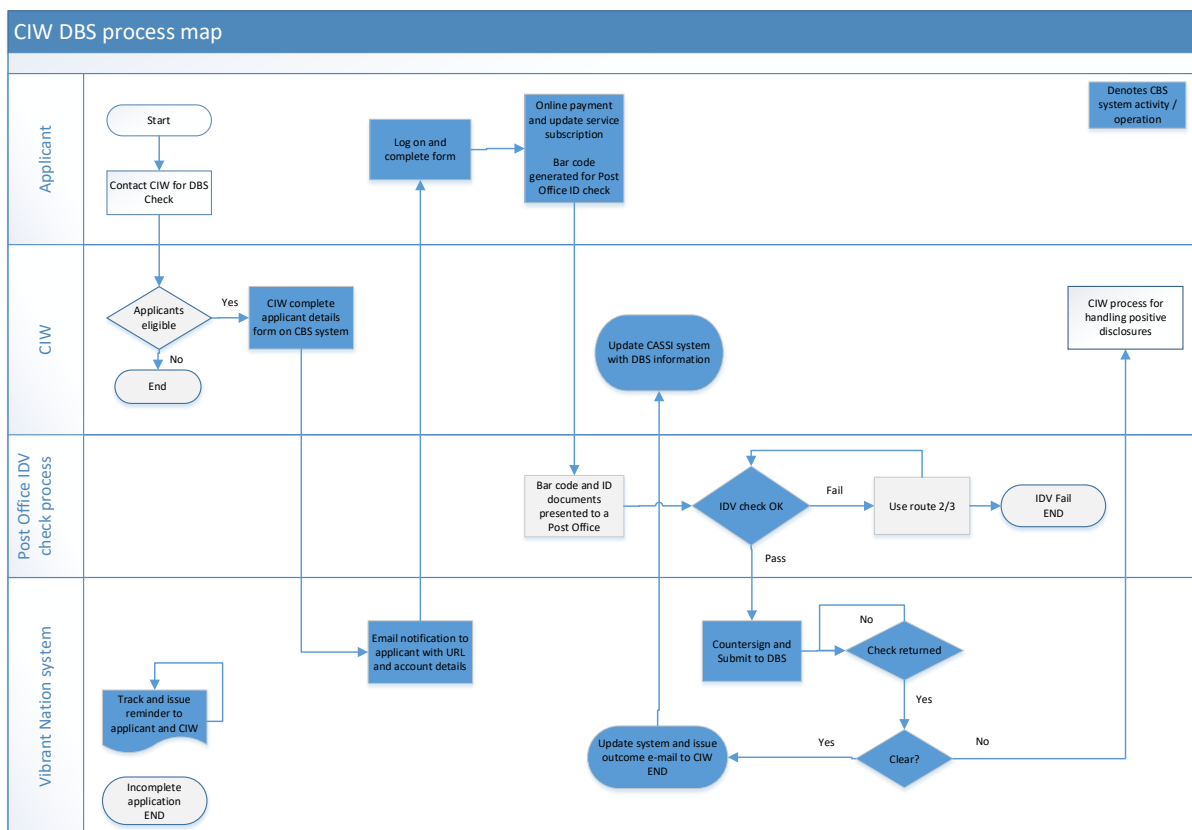 CIW DBS process map
Applicant
Start
Contact CIW for DBS
Check
Log on and
complete form
Online payment
and update service
subscription
Bar code
generated for Post
Office ID check
Denotes CBS
system activity /
operation
CIW
Applicants
eligible
Yes
No
End
CIW complete
applicant details
form on CBS system
Update CASSI system
with DBS information
CIW process for
handling positive
disclosures
Post Office IDV
check process
Bar code and ID
documents
presented to a
Post Office
IDV check OK
Fail
Pass
Use route 2/3
IDV Fail
END
Vibrant Nation system
Track and issue
reminder to
applicant and CIW
Incomplete
application
END
Email notification to
applicant with URL
and account details
Countersign and
Submit to DBS
No
Check returned
Yes
Update system and issue
outcome e-mail to CIW
END
Yes
Clear?
No